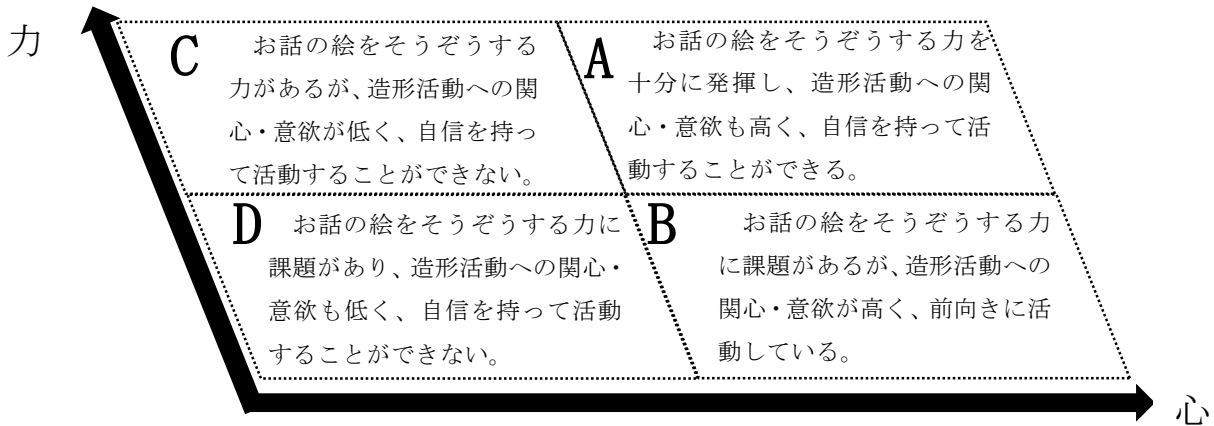 力
C
お話の絵をそうぞうする
力があるが、造形活動への関
心・意欲が低く、自信を持っ
て活動することができない。
A
お話の絵をそうぞうする力を
十分に発揮し、造形活動への関
心・意欲も高く、自信を持って活
動することができる。
D
お話の絵をそうぞうする力に
課題があり、造形活動への関心・
意欲も低く、自信を持って活動
することができない。
B
お話の絵をそうぞうする力
に課題があるが、造形活動への
関心・意欲が高く、前向きに活
動している。
心